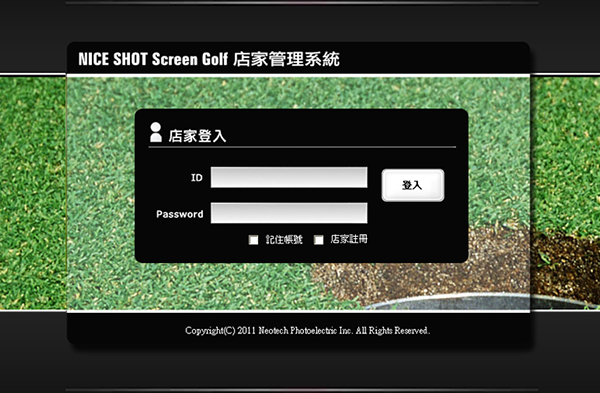 NICE SHOT Screen Golf 店家管理系統
店家登入
ID
登入
Password
記住帳號 店家註冊
Copyright(C) 2011 Neotech Photoelectric Inc. All Rights Reserved.